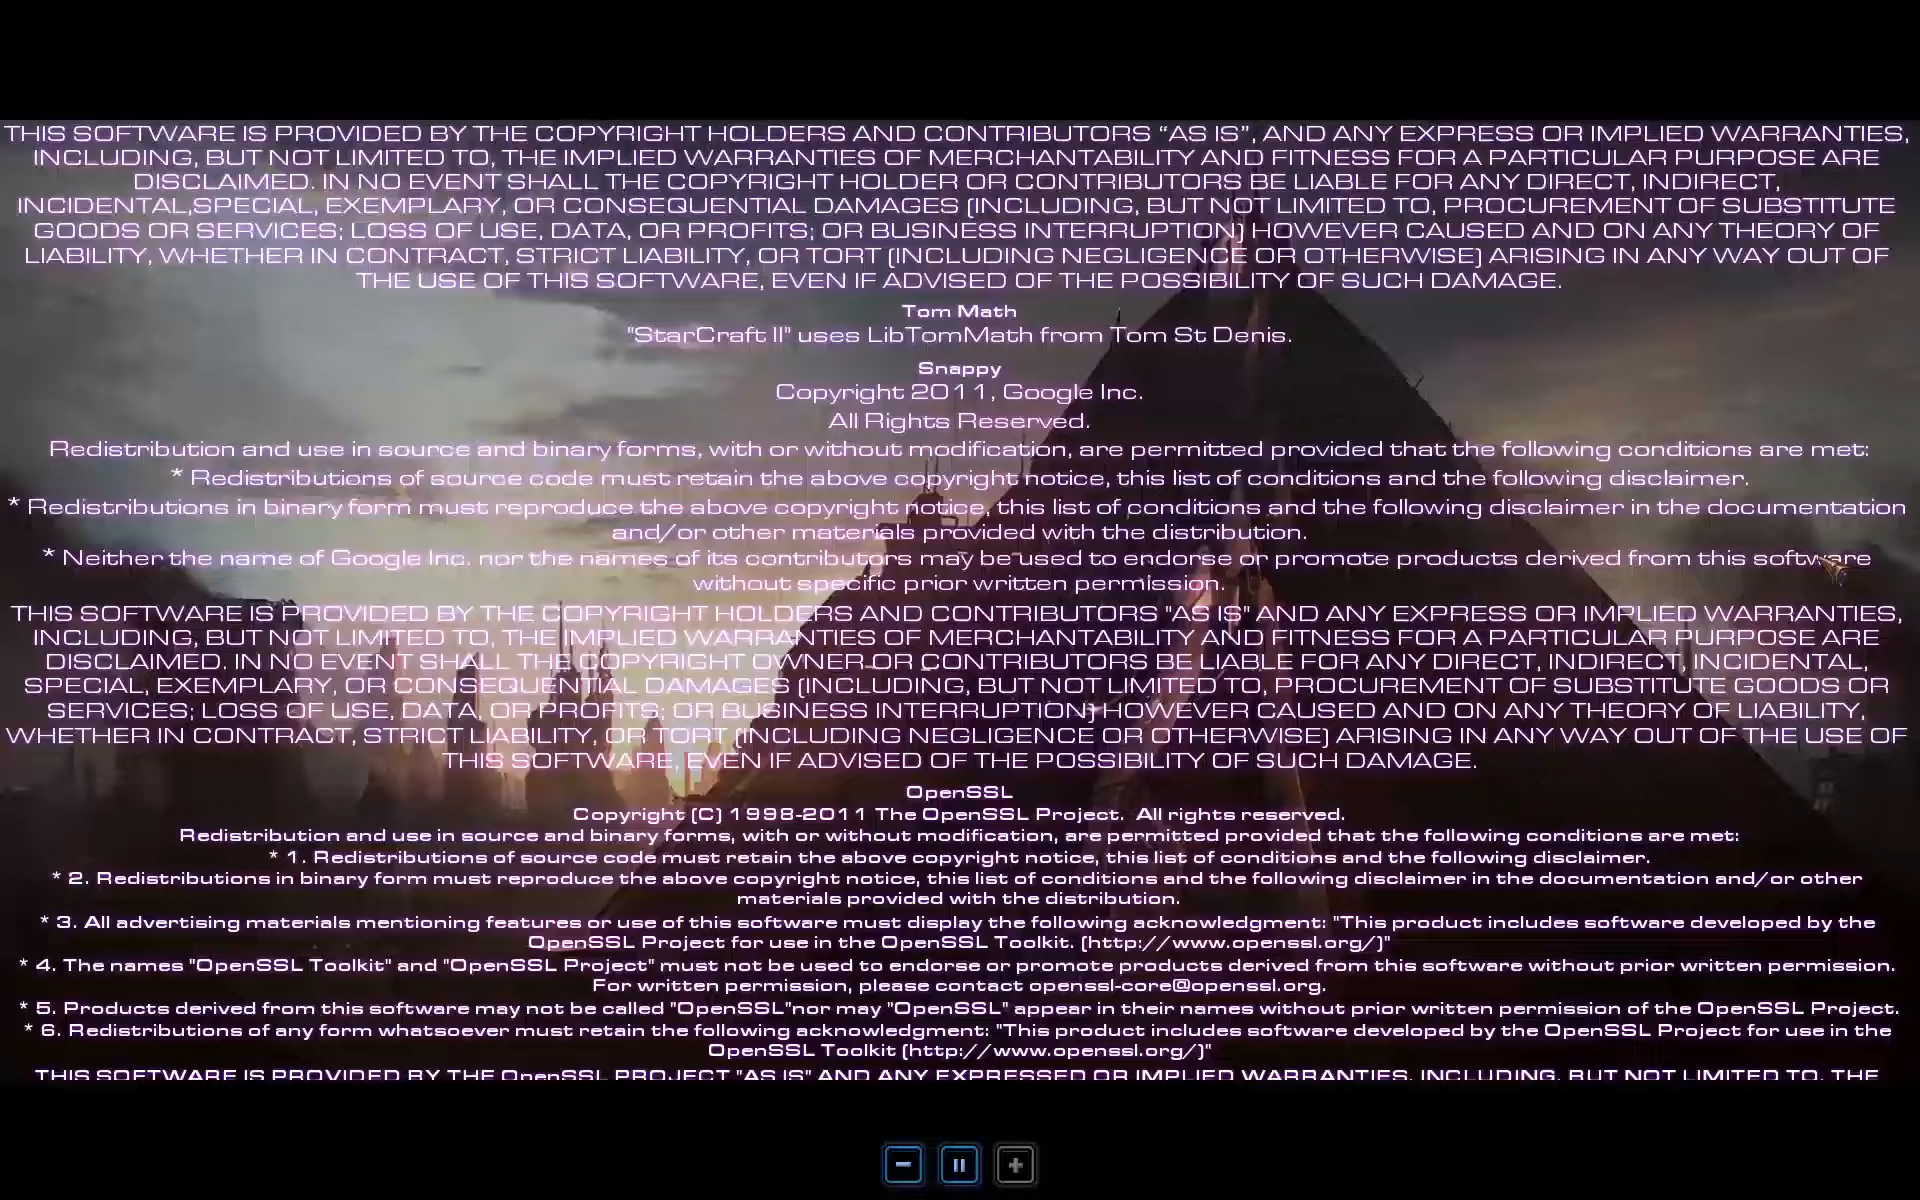 THIS SOFTWARE IS PROVIDED BY THE COPYRIGHT HOLDERS AND CONTRIBUTORS “AS IS”, AND ANY EXPRESS OR IMPLIED WARRANTIES,
INCLUDING, BUT NOT LIMITED TO, THE IMPLIED WARRANTIES OF MERCHANTABILITY AND FITNESS FOR A PARTICULAR PURPOSE ARE
DISCLAIMED. IN NO EVENT SHALL THE COPYRIGHT HOLDER OR CONTRIBUTORS BE LIABLE FOR ANY DIRECT, INDIRECT,
INCIDENTAL,SPECIAL, EXEMPLARY, OR CONSEQUENTIAL DAMAGES (INCLUDING, BUT NOT LIMITED TO, PROCUREMENT OF SUBSTITUTE
GOODS OR SERVICES; LOSS OF USE, DATA, OR PROFITS; OR BUSINESS INTERRUPTION) HOWEVER CAUSED AND ON ANY THEORY OF
LIABILITY, WHETHER IN CONTRACT, STRICT LIABILITY, OR TORT (INCLUDING NEGLIGENCE OR OTHERWISE) ARISING IN ANY WAY OUT OF
THE USE OF THIS SOFTWARE, EVEN IF ADVISED OF THE POSSIBILITY OF SUCH DAMAGE.
Tom Math
"StarCraft II" uses LibTomMath from Tom St Denis.
Snappy
Copyright 2011, Google Inc.
All Rights Reserved.
Redistribution and use in source and binary forms, with or without modification, are permitted provided that the following conditions are met:
* Redistributions of source code must retain the above copyright notice, this list of conditions and the following disclaimer.
* Redistributions in binary form must reproduce the above copyright notice, this list of conditions and the following disclaimer in the documentation
and/or other materials provided with the distribution.
* Neither the name of Google Inc. nor the names of its contributors may be used to endorse or promote products derived from this software
without specific prior written permission.
THIS SOFTWARE IS PROVIDED BY THE COPYRIGHT HOLDERS AND CONTRIBUTORS "AS IS" AND ANY EXPRESS OR IMPLIED WARRANTIES,
INCLUDING, BUT NOT LIMITED TO, THE IMPLIED WARRANTIES OF MERCHANTABILITY AND FITNESS FOR A PARTICULAR PURPOSE ARE
DISCLAIMED. IN NO EVENT SHALL THE COPYRIGHT OWNER OR CONTRIBUTORS BE LIABLE FOR ANY DIRECT, INDIRECT, INCIDENTAL,
SPECIAL, EXEMPLARY, OR CONSEQUENTIAL DAMAGES (INCLUDING, BUT NOT LIMITED TO, PROCUREMENT OF SUBSTITUTE GOODS OR
SERVICES; LOSS OF USE, DATA, OR PROFITS; OR BUSINESS INTERRUPTION) HOWEVER CAUSED AND ON ANY THEORY OF LIABILITY,
WHETHER IN CONTRACT, STRICT LIABILITY, OR TORT (INCLUDING NEGLIGENCE OR OTHERWISE) ARISING IN ANY WAY OUT OF THE USE OF
THIS SOFTWARE, EVEN IF ADVISED OF THE POSSIBILITY OF SUCH DAMAGE.
OpenSSL
Copyright (C) 1998-2011 The OpenSSL Project. All rights reserved.
Redistribution and use in source and binary forms, with or without modification, are permitted provided that the following conditions are met:
* 1. Redistributions of source code must retain the above copyright notice, this list of conditions and the following disclaimer.
* 2. Redistributions in binary form must reproduce the above copyright notice, this list of conditions and the following disclaimer in the documentation and/or other
materials provided with the distribution.
* 3. All advertising materials mentioning features or use of this software must display the following acknowledgment: "This product includes software developed by the
OpenSSL Project for use in the OpenSSL Toolkit. (http://www.openssl.org/)"
* 4. The names "OpenSSL Toolkit" and "OpenSSL Project" must not be used to endorse or promote products derived from this software without prior written permission.
For written permission, please contact openssl-core@openssl.org.
* 5. Products derived from this software may not be called "OpenSSL"nor may "OpenSSL" appear in their names without prior written permission of the OpenSSL Project.
* 6. Redistributions of any form whatsoever must retain the following acknowledgment: "This product includes software developed by the OpenSSL Project for use in the
OpenSSL Toolkit (http://www.openssl.org/)"
THIS SOFTWARE IS PROVIDED BY THE OpenSSL PROJECT "AS IS" AND ANY EXPRESSED OR IMPLIED WARRANTIES, INCLUDING, BUT NOT LIMITED TO, THE